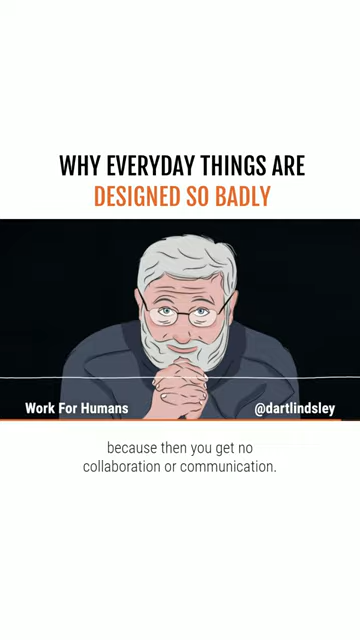 WHY EVERYDAY THINGS ARE
DESIGNED SO BADLY
Work For Humans
@dartlindsley
because then you get no
collaboration or communication.